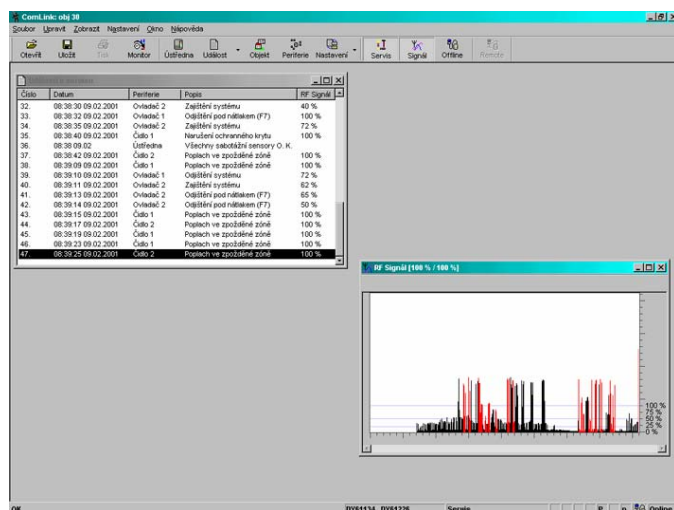 ComLink: obj 30
Soubor Upravit Zobrazit Nastavení Okno Nápověda
Otevřít Uložit Tisk Monitor Ústředna Událost Objekt Periferie Nastavení Servis Signál Offline Remote
Číslo Datum Periferie Popis RF Signál
32. 08:38:30 09.02.2001 Ovladač 2 Zajištění systému 40 %
33. 08:38:32 09.02.2001 Ovladač 1 Odjištění pod nátlakem (F7) 100 %
34. 08:38:35 09.02.2001 Ovladač 2 Zajištění systému 72 %
35. 08:38:40 09.02.2001 Čidlo 1 Narušení ochranného krytu 100 %
36. 08:38 09.02 Ústředna Všechny sabotážní sensory O. K.
37. 08:38:42 09.02.2001 Čidlo 2 Poplach ve zpožděné zóně 100 %
38. 08:39:09 09.02.2001 Čidlo 1 Poplach ve zpožděné zóně 100 %
39. 08:39:10 09.02.2001 Ovladač 1 Odjištění systému 72 %
40. 08:39:11 09.02.2001 Ovladač 2 Zajištění systému 62 %
41. 08:39:13 09.02.2001 Ovladač 2 Odjištění pod nátlakem (F7) 65 %
42. 08:39:14 09.02.2001 Ovladač 2 Odjištění pod nátlakem (F7) 50 %
43. 08:39:15 09.02.2001 Čidlo 1 Poplach ve zpožděné zóně 100 %
44. 08:39:17 09.02.2001 Čidlo 2 Poplach ve zpožděné zóně 100 %
45. 08:39:19 09.02.2001 Čidlo 1 Poplach ve zpožděné zóně 100 %
46. 08:39:23 09.02.2001 Čidlo 1 Poplach ve zpožděné zóně 100 %
47. 08:39:25 09.02.2001 Čidlo 2 Poplach ve zpožděné zóně 100 %
RF Signál [100 % / 100 %]
100 %
75 %
50 %
25 %
0 %
OK Servis P n Online